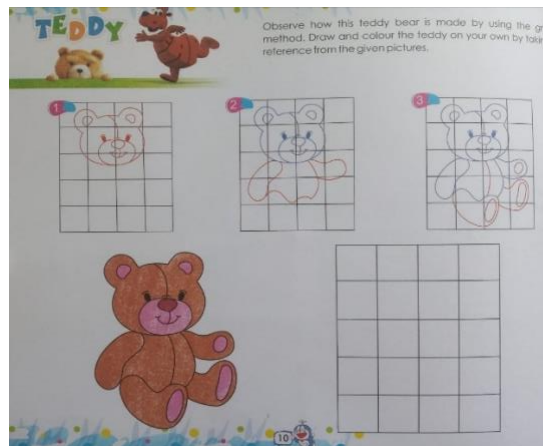 TEDDY
Observe how this teddy bear is made by using the
method. Draw and colour the teddy on your own by
reference from the given pictures.
1
2
3
10